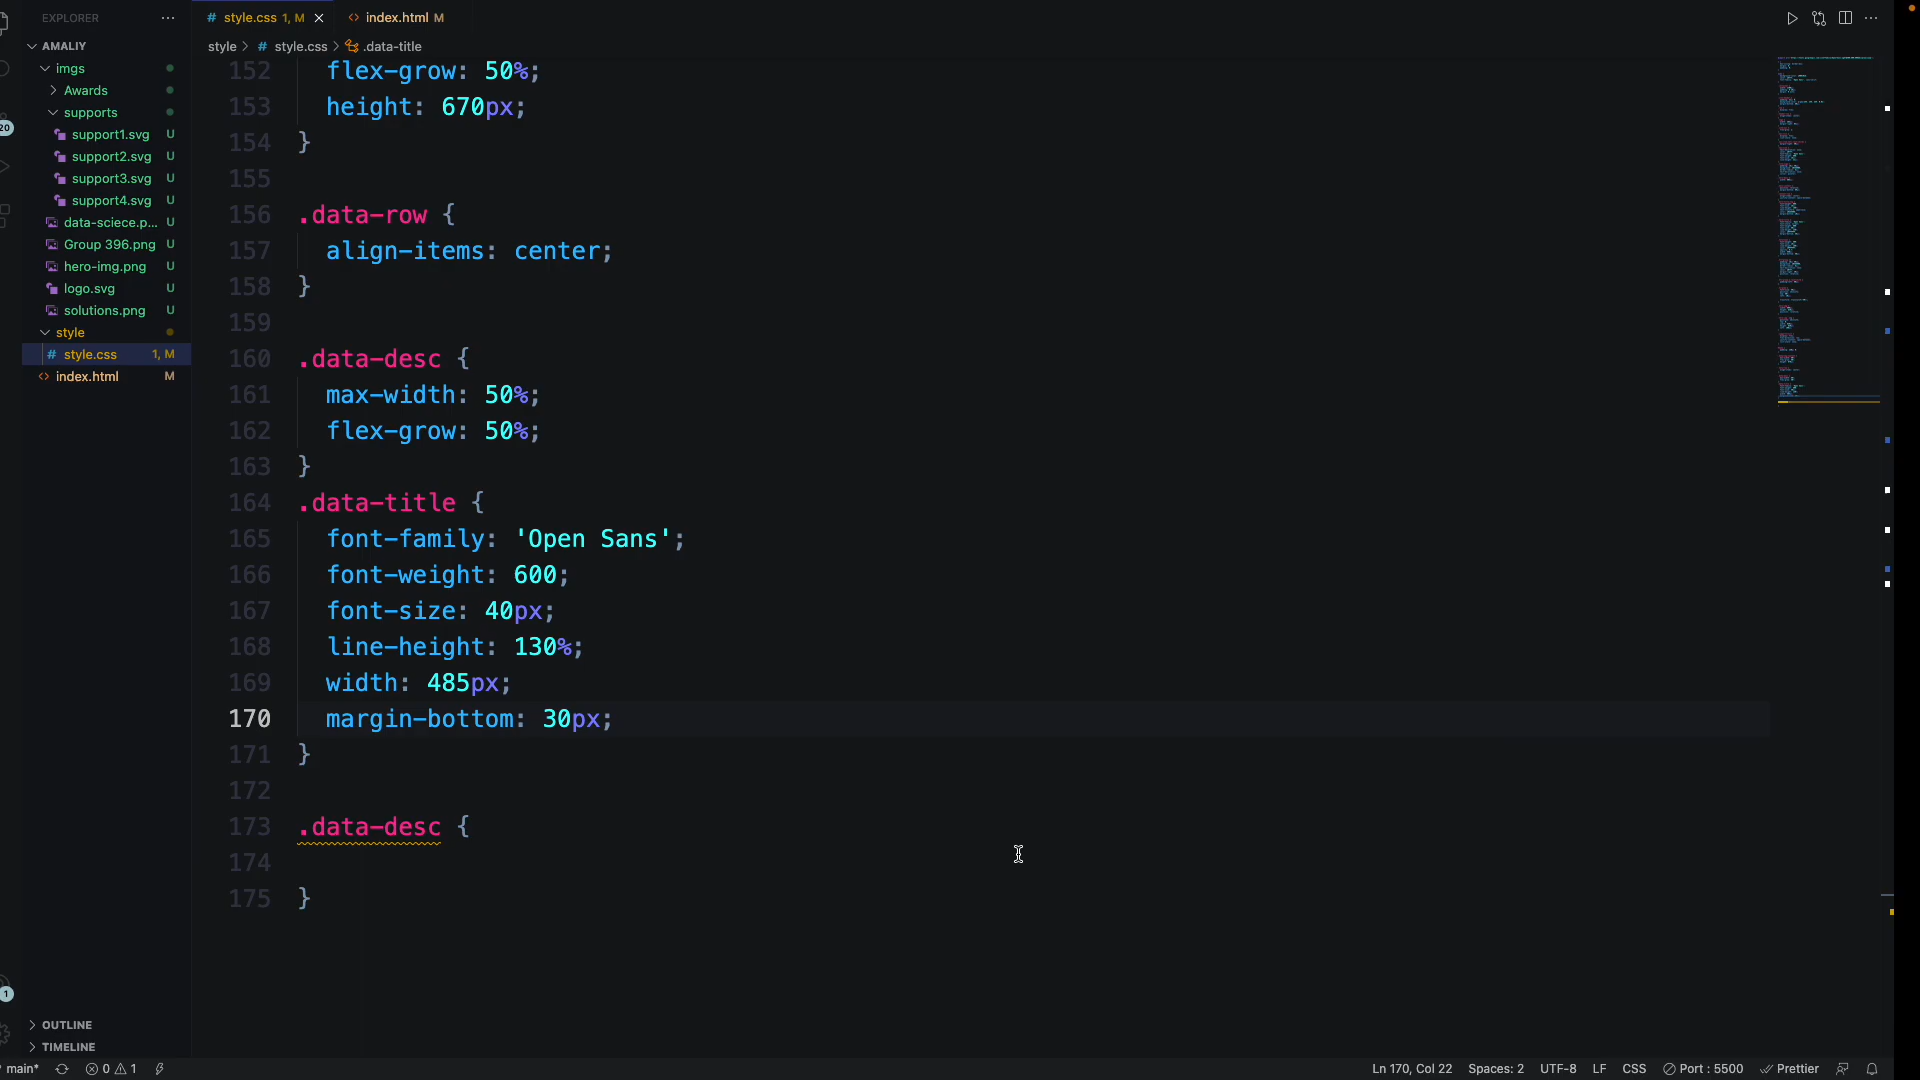 EXPLORER
AMALIY
imgs
Awards
supports
support1.svg U
support2.svg U
support3.svg U
support4.svg U
data-sciece.p... U
Group 396.png U
hero-img.png U
logo.svg U
solutions.png U
style
# style.css 1, M
index.html M
OUTLINE
TIMELINE
20
1
# style.css 1, M
index.html M
style > # style.css > .data-title
152 flex-grow: 50%;
153 height: 670px;
154 }
155
156 .data-row {
157 align-items: center;
158 }
159
160 .data-desc {
161 max-width: 50%;
162 flex-grow: 50%;
163 }
164 .data-title {
165 font-family: 'Open Sans';
166 font-weight: 600;
167 font-size: 40px;
168 line-height: 130%;
169 width: 485px;
170 margin-bottom: 30px;
171 }
172
173 .data-desc {
174
175 }
main* 0 1 Ln 170, Col 22 Spaces: 2 UTF-8 LF CSS Port : 5500 Prettier